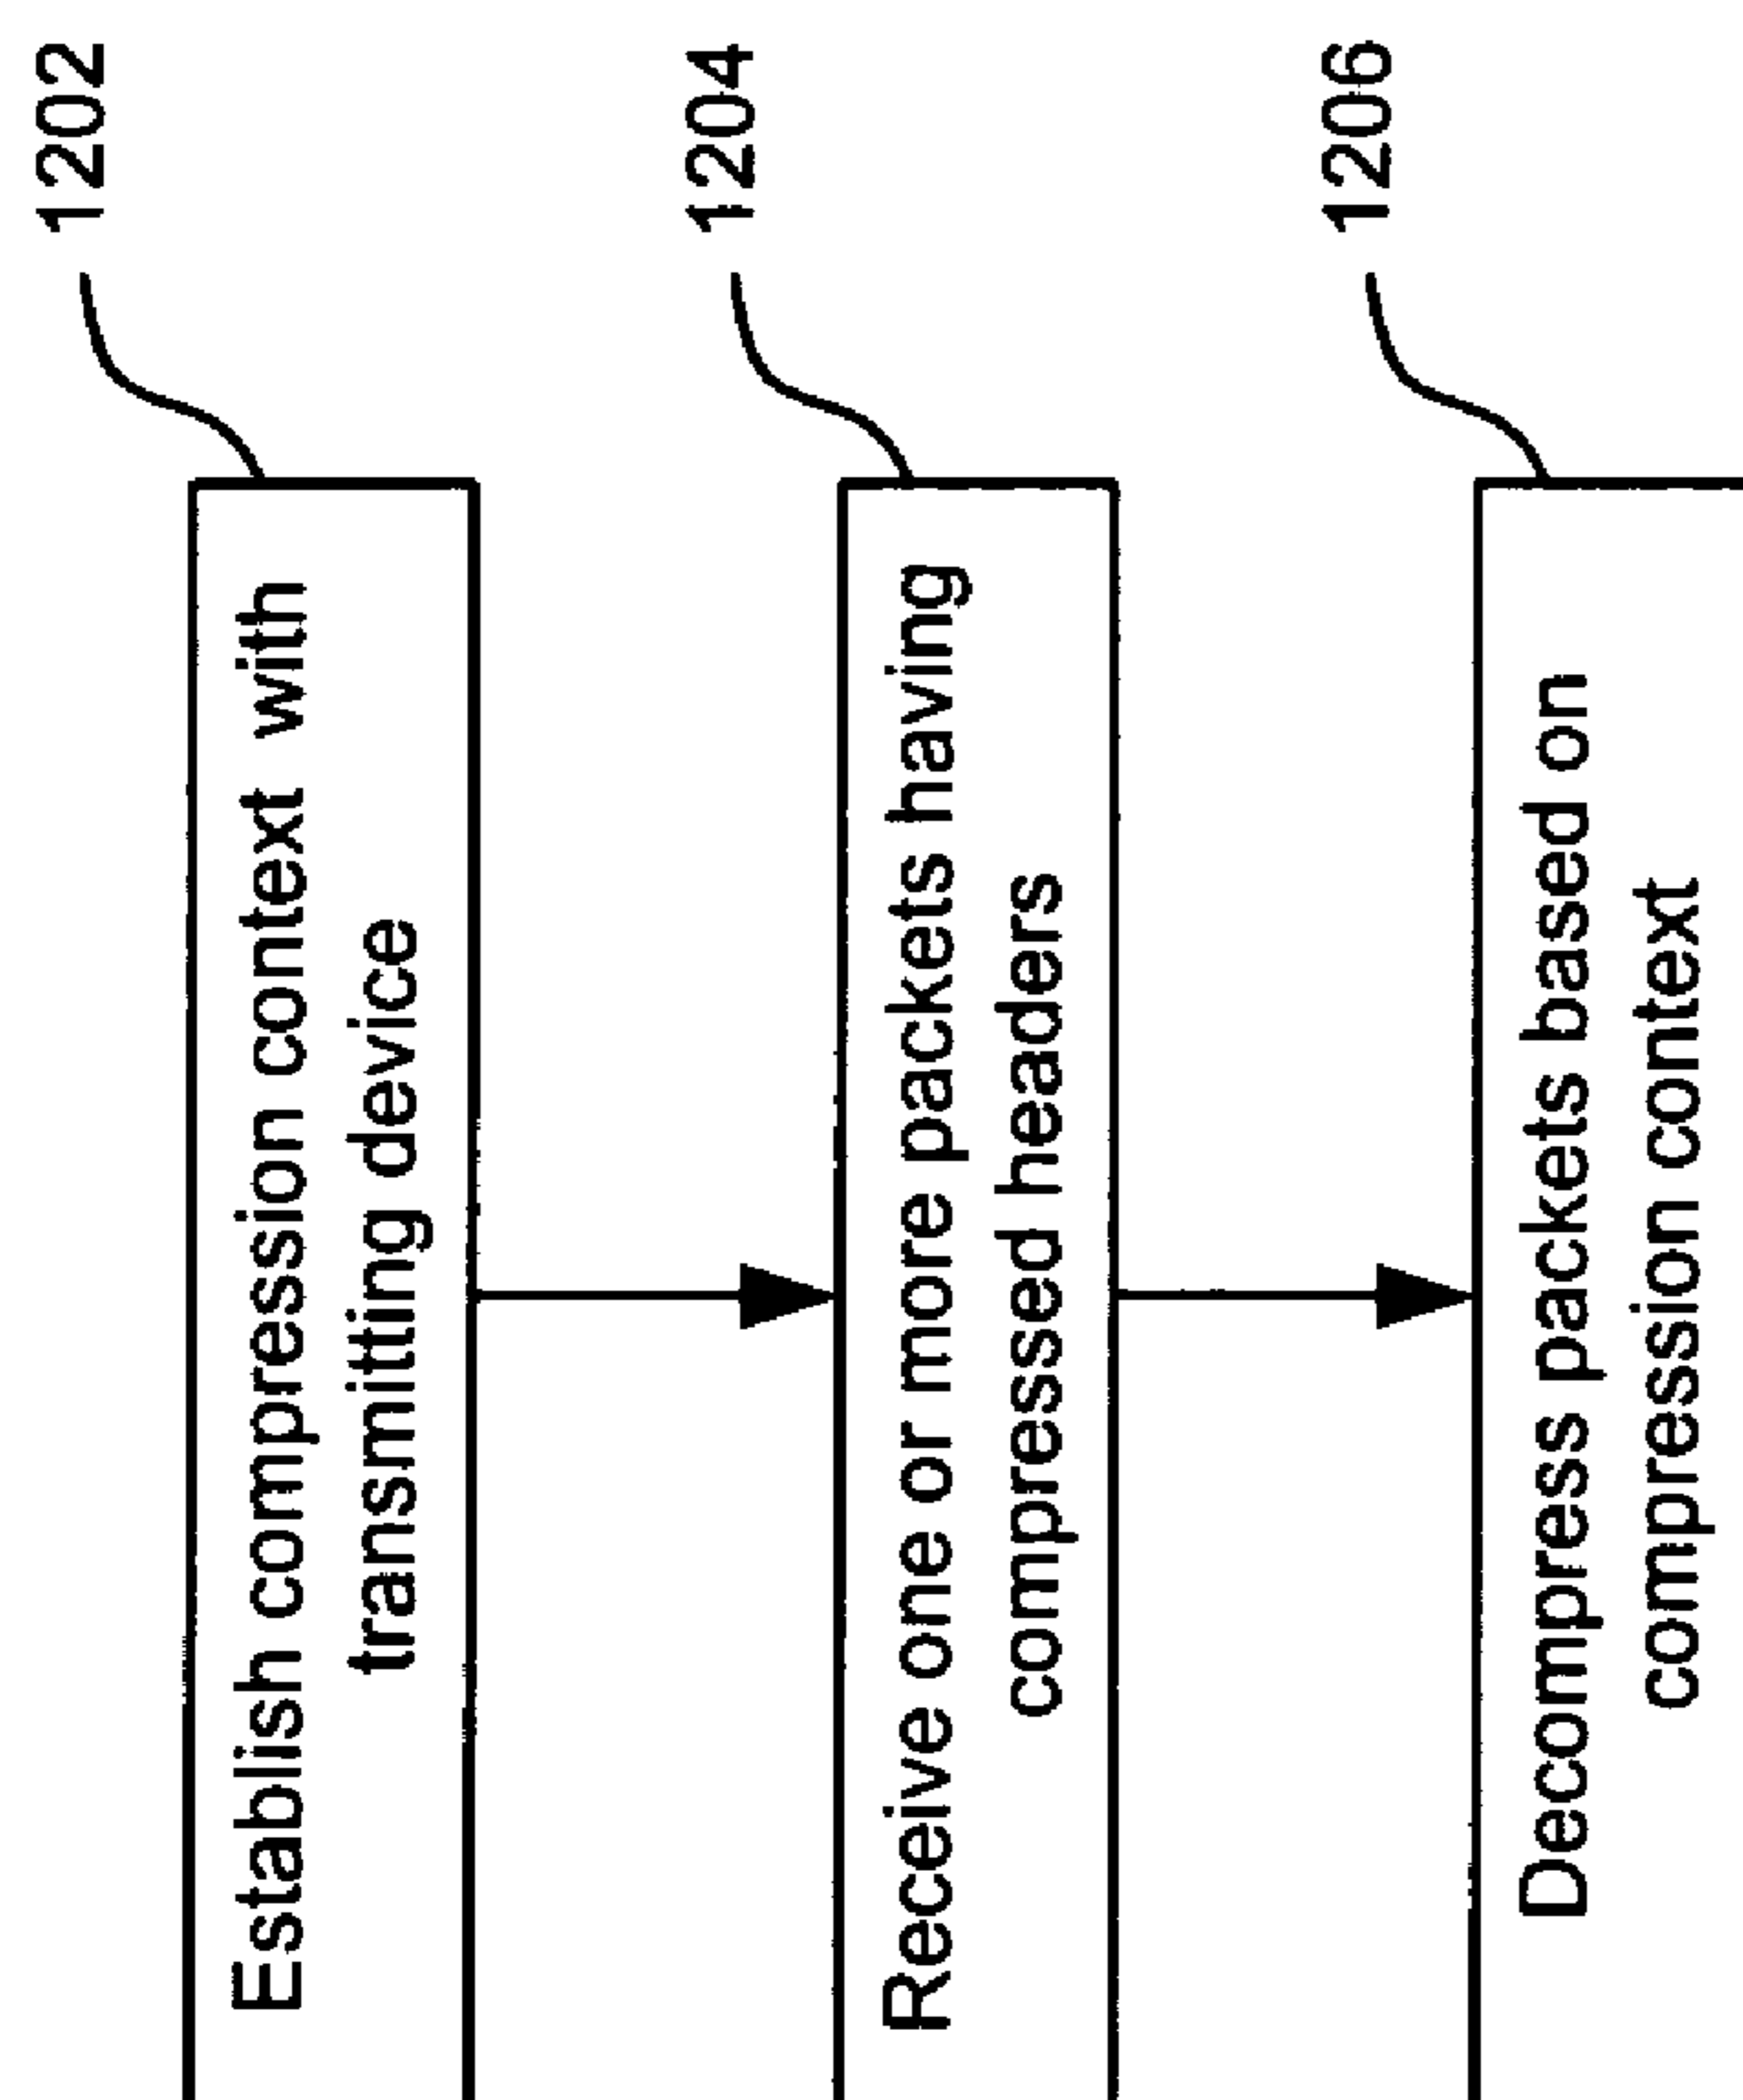 1202
Establish compression context with
transmitting device
1204
Receive one or more packets having
compressed headers
1206
Decompress packets based on
compression context